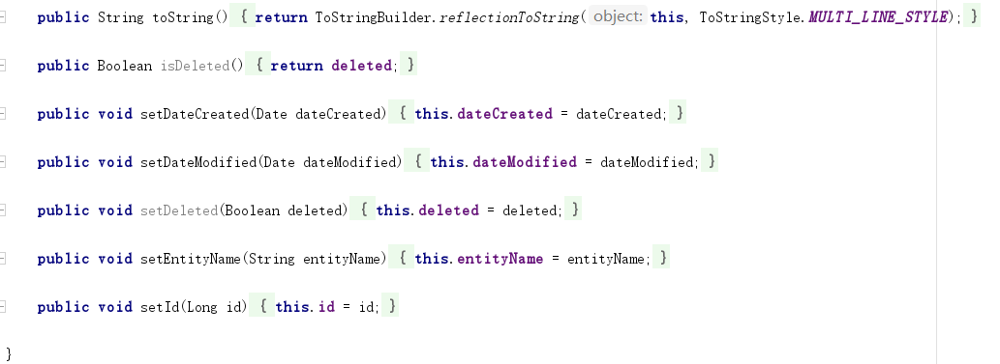 public String toString() { return ToStringBuilder.reflectionToString( object: this, ToStringStyle.MULTI_LINE_STYLE); }
public Boolean isDeleted() { return deleted; }
public void setDateCreated(Date dateCreated) { this.dateCreated = dateCreated; }
public void setDateModified(Date dateModified) { this.dateModified = dateModified; }
public void setDeleted(Boolean deleted) { this.deleted = deleted; }
public void setEntityName(String entityName) { this.entityName = entityName; }
public void setId(Long id) { this.id = id; }
}